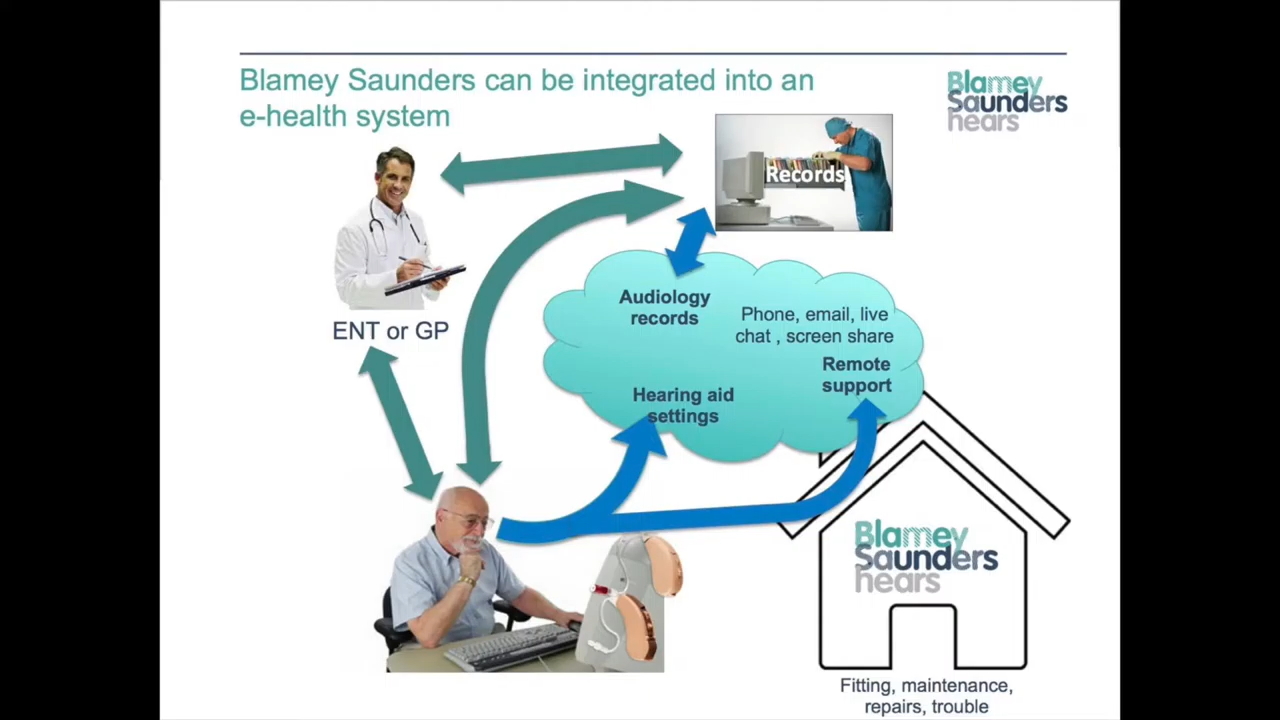 Blamey Saunders can be integrated into an
e-health system
Blamey
Saunders
hears
Records
ENT or GP
Audiology
records
Phone, email, live
chat , screen share
Remote
support
Hearing aid
settings
Blamey
Saunders
hears
Fitting, maintenance,
repairs, trouble